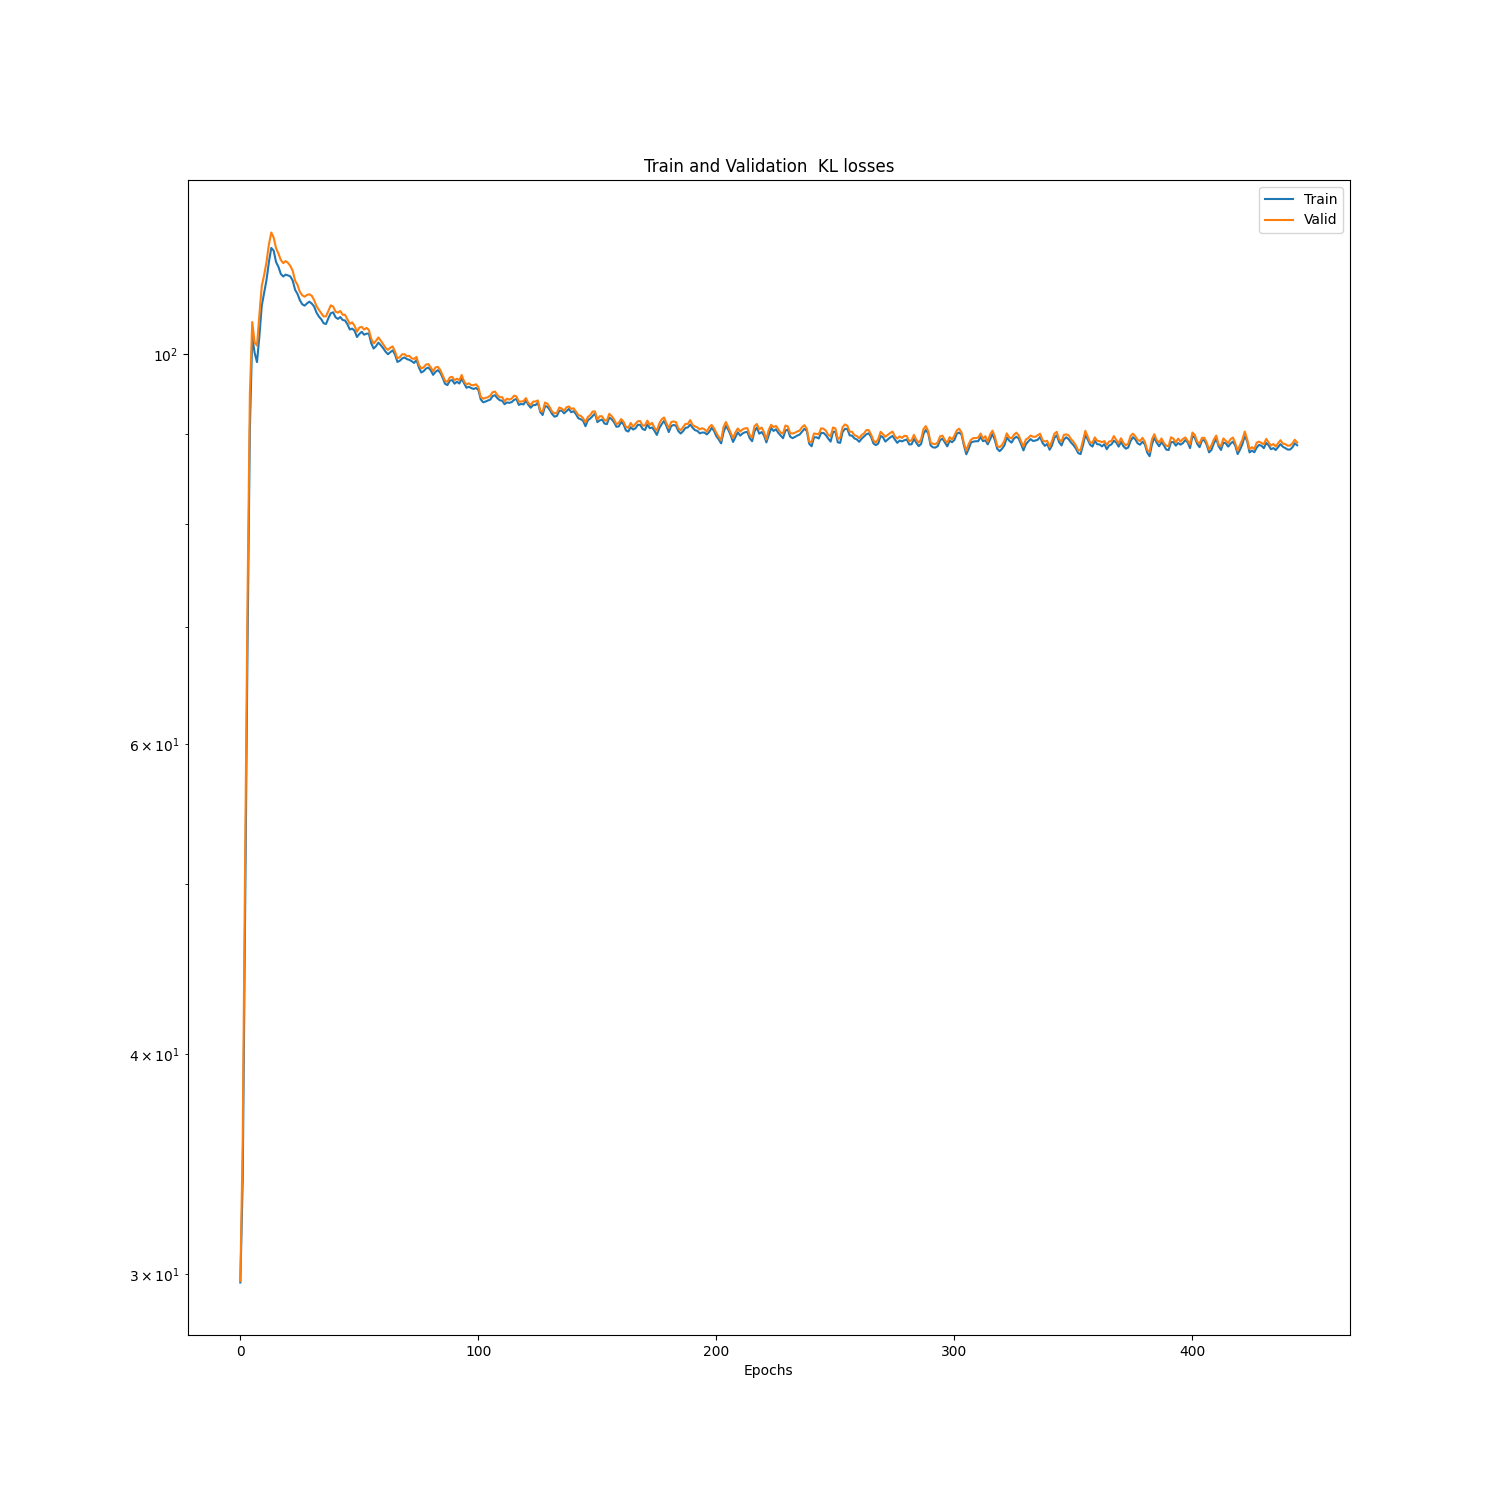 Train and Validation  KL losses
Train
Valid
10²
6 × 10¹
4 × 10¹
3 × 10¹
0 100 200 300 400
Epochs